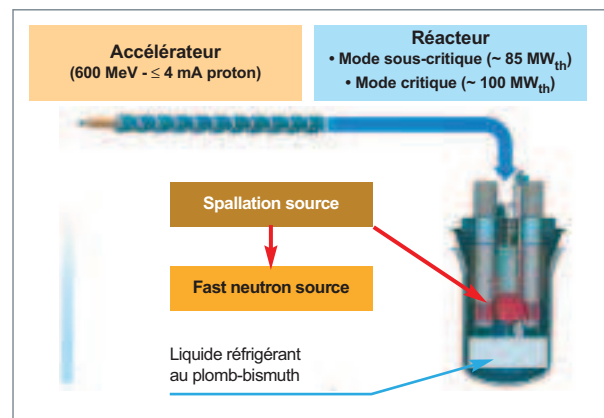 Accélérateur
(600 MeV - ≤ 4 mA proton)
Réacteur
• Mode sous-critique (~ 85 MWth)
• Mode critique (~ 100 MWth)
Spallation source
Fast neutron source
Liquide réfrigérant
au plomb-bismuth